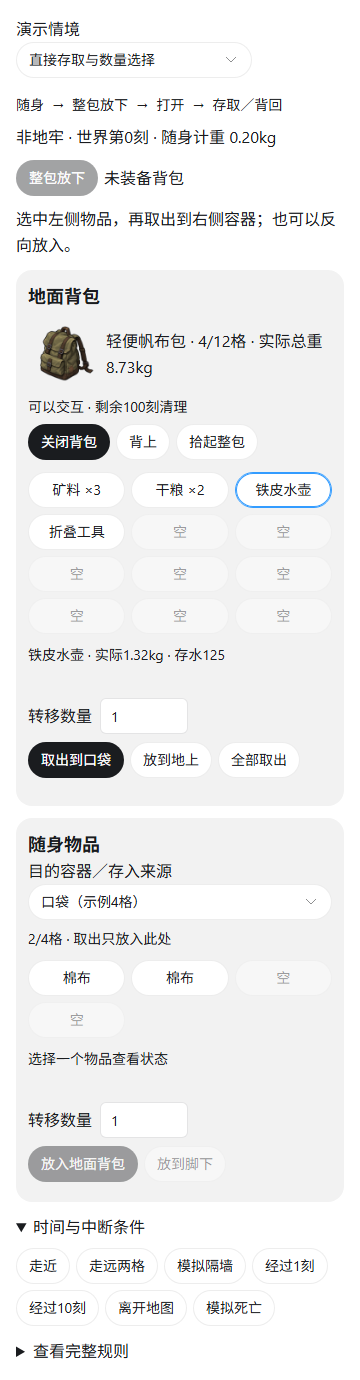 演示情境
直接存取与数量选择
随身 → 整包放下 → 打开 → 存取／背回
非地牢 · 世界第0刻 · 随身计重 0.20kg
整包放下 未装备背包
选中左侧物品，再取出到右侧容器；也可以反
向放入。
地面背包
轻便帆布包 · 4/12格 · 实际总重
8.73kg
可以交互 · 剩余100刻清理
关闭背包 背上 拾起整包
矿料 ×3 干粮 ×2 铁皮水壶
折叠工具 空 空
空 空 空
空 空 空
铁皮水壶 · 实际1.32kg · 存水125
转移数量 1
取出到口袋 放到地上 全部取出
随身物品
目的容器／存入来源
口袋（示例4格）
2/4格 · 取出只放入此处
棉布 棉布 空
空
选择一个物品查看状态
转移数量 1
放入地面背包 放到脚下
▼ 时间与中断条件
走近 走远两格 模拟隔墙 经过1刻
经过10刻 离开地图 模拟死亡
▶ 查看完整规则